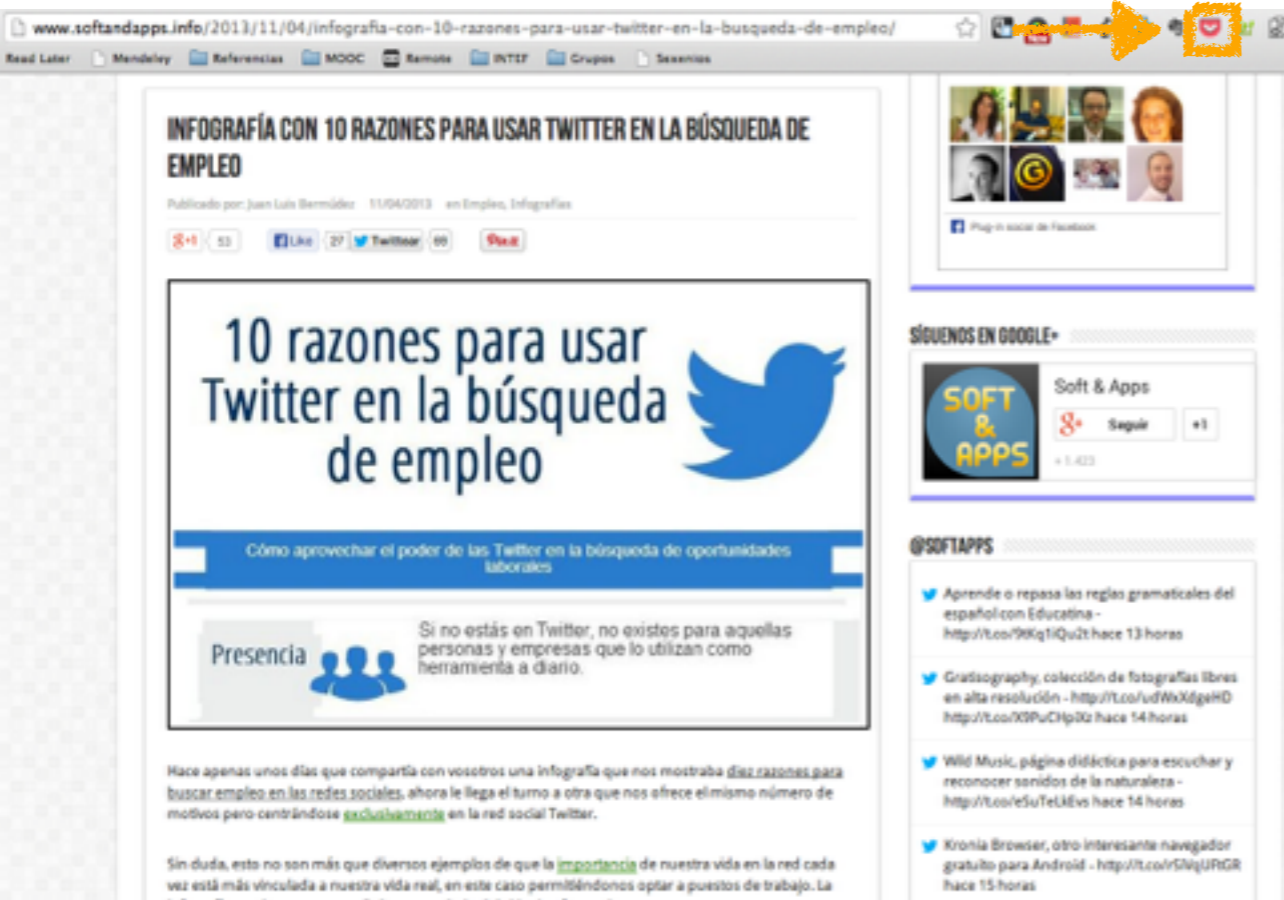 www.softandapps.info/2013/11/04/infografia-con-10-razones-para-usar-twitter-en-la-busqueda-de-empleo/
Read Later Mendeley Referencias MOOC Remote INTEF Grupos Sexenios
INFOGRAFÍA CON 10 RAZONES PARA USAR TWITTER EN LA BÚSQUEDA DE
EMPLEO
Publicado por: Juan Luis Bermúdez 11/04/2013 en Empleo, Infografías
g+1 53 Like 27 Twittear 69 Pin it
10 razones para usar
Twitter en la búsqueda
de empleo
Cómo aprovechar el poder de las Twitter en la búsqueda de oportunidades
laborales
Presencia
Si no estás en Twitter, no existes para aquellas
personas y empresas que lo utilizan como
herramienta a diario.
Hace apenas unos días que compartía con vosotros una infografía que nos mostraba diez razones para
buscar empleo en las redes sociales, ahora le llega el turno a otra que nos ofrece el mismo número de
motivos pero centrándose exclusivamente en la red social Twitter.
Sin duda, esto no son más que diversos ejemplos de que la importancia de nuestra vida en la red cada
vez está más vinculada a nuestra vida real, en este caso permitiéndonos optar a puestos de trabajo. La
G
Plug-in social de Facebook
SÍGUENOS EN GOOGLE+
SOFT
&
APPS
Soft & Apps
g+ Seguir +1
+ 1.423
@SOFTAPPS
Aprende o repasa las reglas gramaticales del
español con Educatina -
http://t.co/9tKq1iQu2t hace 13 horas
Gratisography, colección de fotografías libres
en alta resolución - http://t.co/udWxXdgeHD
hace 14 horas
Wild Music, página didáctica para escuchar y
reconocer sonidos de la naturaleza -
http://t.co/eSuTeLkEvs hace 14 horas
Kronia Browser, otro interesante navegador
gratuito para Android -
hace 15 horas